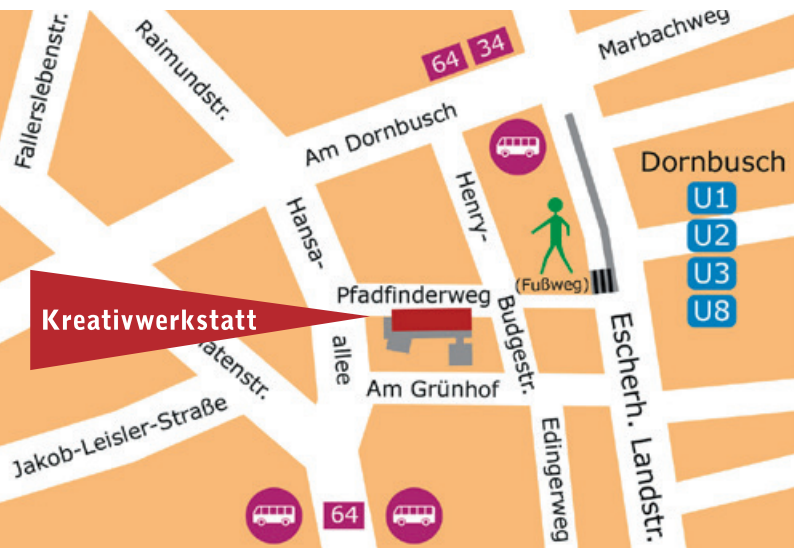 Fallerslebenstr.
Raimundstr.
64
34
Marbachweg
Am Dornbusch
Dornbusch
U1
U2
U3
U8
Henry-
Hansa-
(Fußweg)
Pfadfinderweg
Budgestr.
Kreativwerkstatt
allee
atenstr.
Am Grünhof
Escherh. Landstr.
Jakob-Leisler-Straße
Edingerweg
64